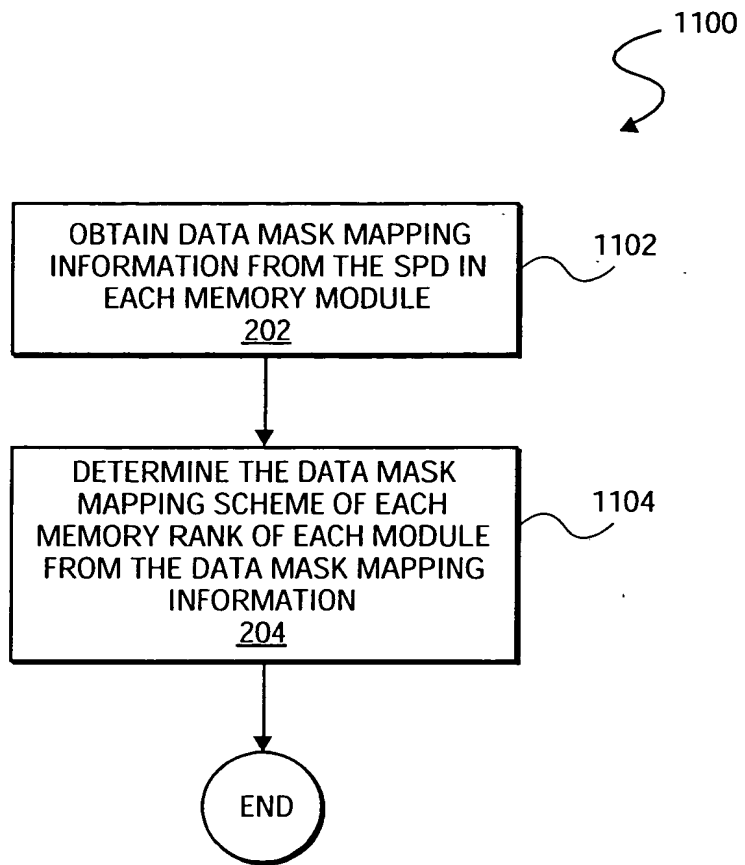 1100
OBTAIN DATA MASK MAPPING
INFORMATION FROM THE SPD IN
EACH MEMORY MODULE
202
1102
DETERMINE THE DATA MASK
MAPPING SCHEME OF EACH
MEMORY RANK OF EACH MODULE
FROM THE DATA MASK MAPPING
INFORMATION
204
1104
END